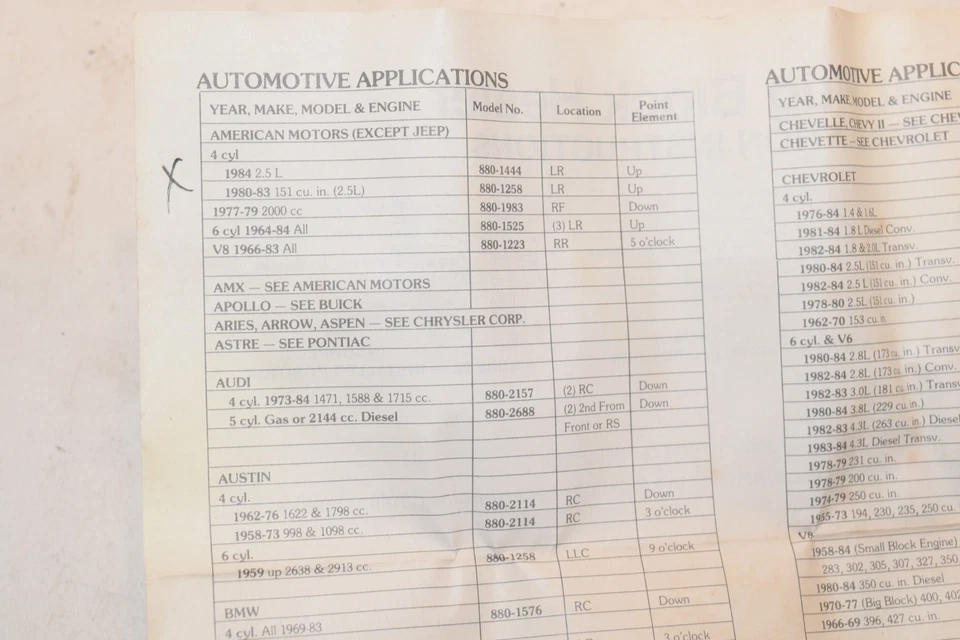 AUTOMOTIVE APPLICATIONS
YEAR, MAKE, MODEL & ENGINE Model No. Location Point Element
AMERICAN MOTORS (EXCEPT JEEP)
4 cyl
1984 2.5 L 880-1444 LR Up
1980-83 151 cu. in. (2.5L) 880-1258 LR Up
1977-79 2000 cc 880-1983 RF Down
6 cyl 1964-84 All 880-1525 (3) LR Up
V8 1966-83 All 880-1223 RR 5 o'clock
AMX — SEE AMERICAN MOTORS
APOLLO — SEE BUICK
ARIES, ARROW, ASPEN — SEE CHRYSLER CORP.
ASTRE — SEE PONTIAC
AUDI
4 cyl. 1973-84 1471, 1588 & 1715 cc. 880-2157 (2) RC Down
5 cyl. Gas or 2144 cc. Diesel 880-2688 (2) 2nd From Down
Front or RS
AUSTIN
4 cyl.
1962-76 1622 & 1798 cc. 880-2114 RC Down
1958-73 998 & 1098 cc. 880-2114 RC 3 o'clock
6 cyl.
1959 up 2638 & 2913 cc. 880-1258 LLC 9 o'clock
BMW
4 cyl. All 1969-83 880-1576 RC Down
3 o'clock
AUTOMOTIVE APPLIC
YEAR, MAKE, MODEL & ENGINE
CHEVELLE, CHEVY II — SEE CHEV
CHEVETTE — SEE CHEVROLET
CHEVROLET
4 cyl.
1976-84 1.4 & 1.6L
1981-84 1.8 L Diesel Conv.
1982-84 1.8 & 2.0L Transv.
1980-84 2.5L (151 cu. in.) Transv.
1982-84 2.5 L (151 cu. in.) Conv.
1978-80 2.5L (151 cu. in.)
1962-70 153 cu. in.
6 cyl. & V6
1980-84 2.8L (173 cu. in.) Transv
1982-84 2.8L (173 cu. in.) Conv.
1982-83 3.0L (181 cu. in.) Transv
1980-84 3.8L (229 cu. in.)
1982-83 4.3L (263 cu. in.) Diesel
1983-84 4.3L Diesel Transv.
1978-79 231 cu. in.
1978-79 200 cu. in.
1974-79 250 cu. in.
1955-73 194, 230, 235, 250 cu.
V8
1958-84 (Small Block Engine)
283, 302, 305, 307, 327, 350
1980-84 350 cu. in. Diesel
1970-77 (Big Block) 400, 402
1966-69 396, 427 cu. in.